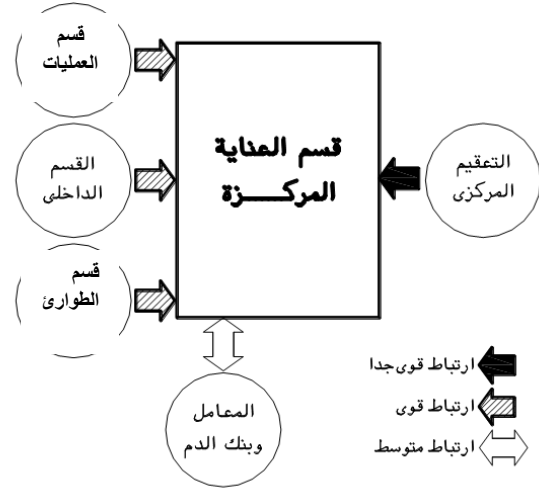 قسم
العمليات
القسم
الداخلى
قسم
الطوارئ
قسم العناية
المركـــــزة
التعقيم
المركزى
المعامل
وبنك الدم
ارتباط قوى جدا
ارتباط قوى
ارتباط متوسط